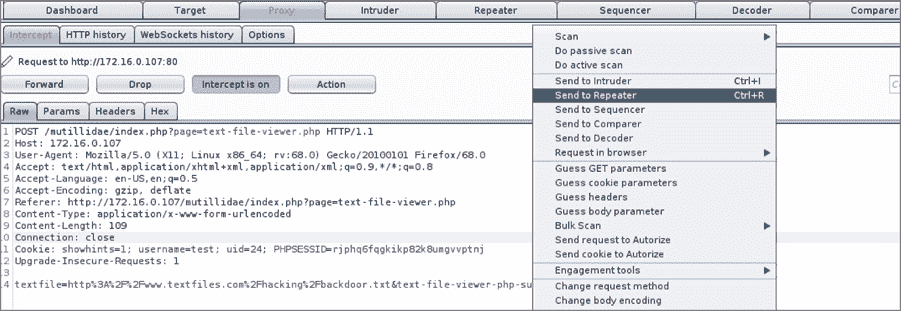 Dashboard Target Proxy Intruder Repeater Sequencer Decoder Comparer
Intercept HTTP history WebSockets history Options
Request to http://172.16.0.107:80
Forward Drop Intercept is on Action
Raw Params Headers Hex
1 POST /mutillidae/index.php?page=text-file-viewer.php HTTP/1.1
2 Host: 172.16.0.107
3 User-Agent: Mozilla/5.0 (X11; Linux x86_64; rv:68.0) Gecko/20100101 Firefox/68.0
4 Accept: text/html,application/xhtml+xml,application/xml;q=0.9,*/*;q=0.8
5 Accept-Language: en-US,en;q=0.5
6 Accept-Encoding: gzip, deflate
7 Referer: http://172.16.0.107/mutillidae/index.php?page=text-file-viewer.php
8 Content-Type: application/x-www-form-urlencoded
9 Content-Length: 109
10 Connection: close
11 Cookie: showhints=1; username=test; uid=24; PHPSESSID=rjphq6fqgkikp82k8umgvvptnj
12 Upgrade-Insecure-Requests: 1
13
14 textfile=http%3A%2F%2Fwww.textfiles.com%2Fhacking%2Fbackdoor.txt&text-file-viewer-php-su
Scan
Do passive scan
Do active scan
Send to Intruder Ctrl+I
Send to Repeater Ctrl+R
Send to Sequencer
Send to Comparer
Send to Decoder
Request in browser
Guess GET parameters
Guess cookie parameters
Guess headers
Guess body parameter
Bulk Scan
Send request to Autorize
Send cookie to Autorize
Engagement tools
Change request method
Change body encoding